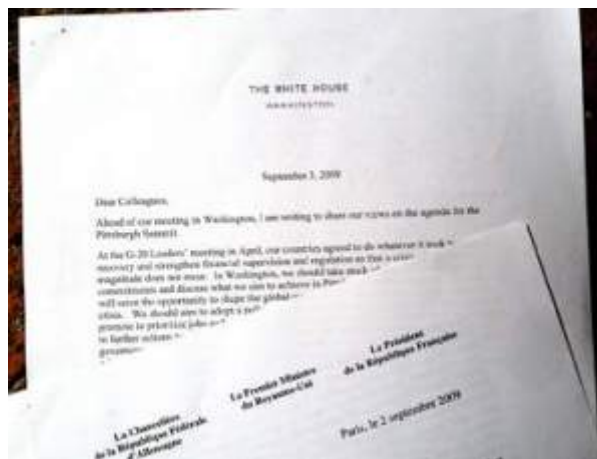 THE WHITE HOUSE
WASHINGTON
September 3, 2009
Dear Colleagues,
Ahead of our meeting in Washington, I am writing to share our views on the agenda for the
Pittsburgh Summit.
At the G-20 Leaders' meeting in April, our countries agreed to do whatever it took
recovery and strengthen financial supervision and regulation so that a crisis
magnitude does not recur. In Washington, we should take stock
commitments and discuss what we aim to achieve in
will seize the opportunity to shape the global
crisis. We should aim to adopt a
promise to prioritize jobs
to further
La Chancelière
de la République Fédérale
d'Allemagne
Le Premier Ministre
du Royaume-Uni
Le Président
de la République Française
Paris, le 2 septembre 2009